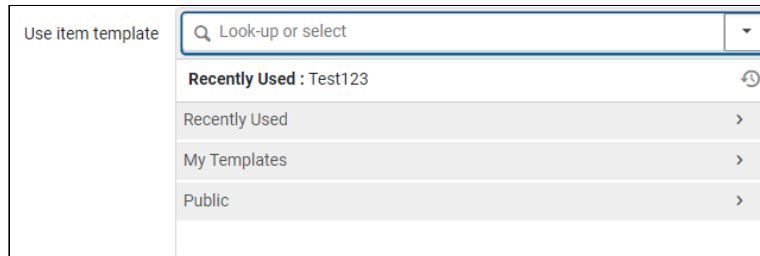 Use item template
Look-up or select
Recently Used : Test123
Recently Used
My Templates
Public